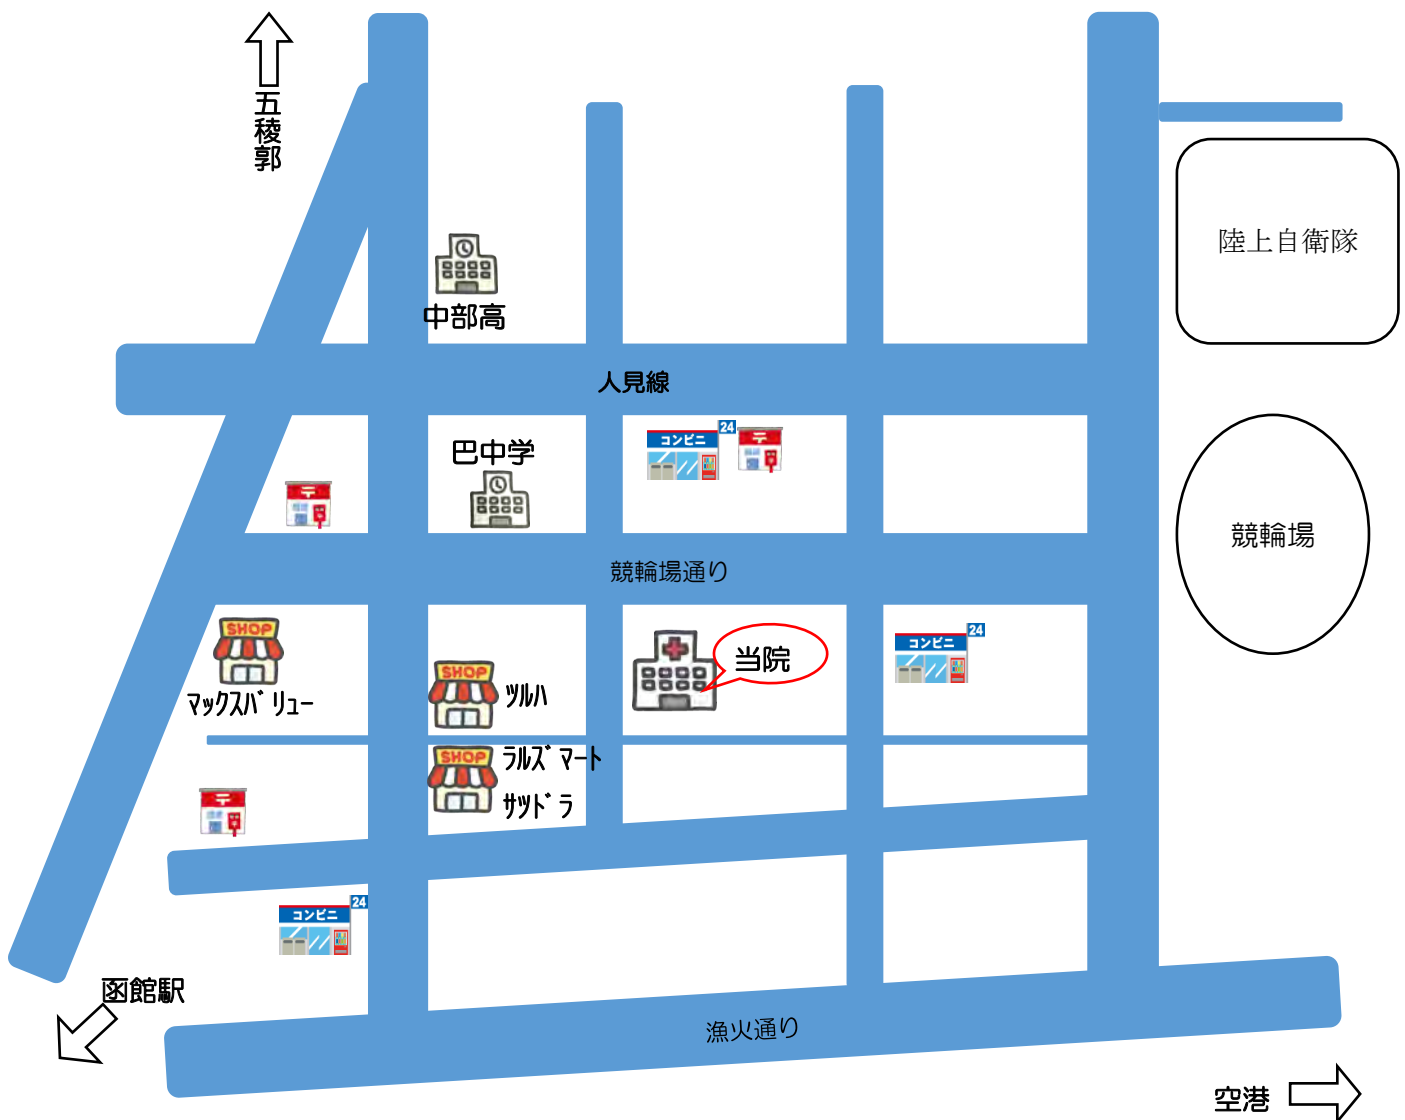 五稜郭
陸上自衛隊
中部高
人見線
24
コンビニ
巴中学
競輪場
競輪場通り
SHOP
マックスバリュー
当院
24
コンビニ
SHOP
ツルハ
SHOP
ラルズマート
サツドラ
24
コンビニ
函館駅
漁火通り
空港